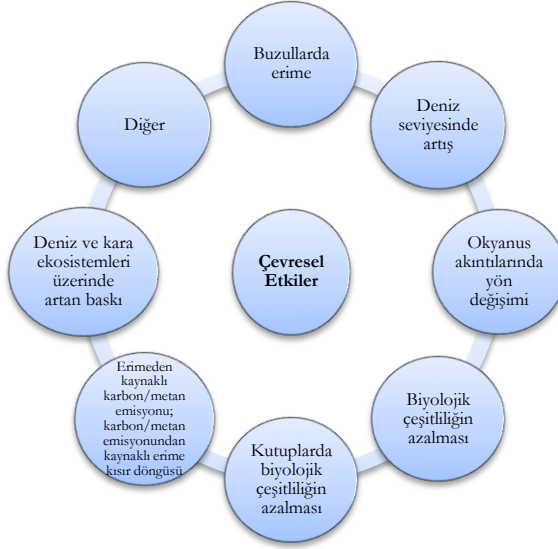 Buzullarda
erime
Deniz
seviyesinde
artış
Okyanus
akıntılarında
yön
değişimi
Biyolojik
çeşitliliğin
azalması
Kutuplarda
biyolojik
çeşitliliğin
azalması
Erimeden
kaynaklı
karbon/metan
emisyonu;
karbon/metan
emisyonundan
kaynaklı erime
kısır döngüsü
Deniz ve kara
ekosistemleri
üzerinde
artan baskı
Diğer
Çevresel
Etkiler